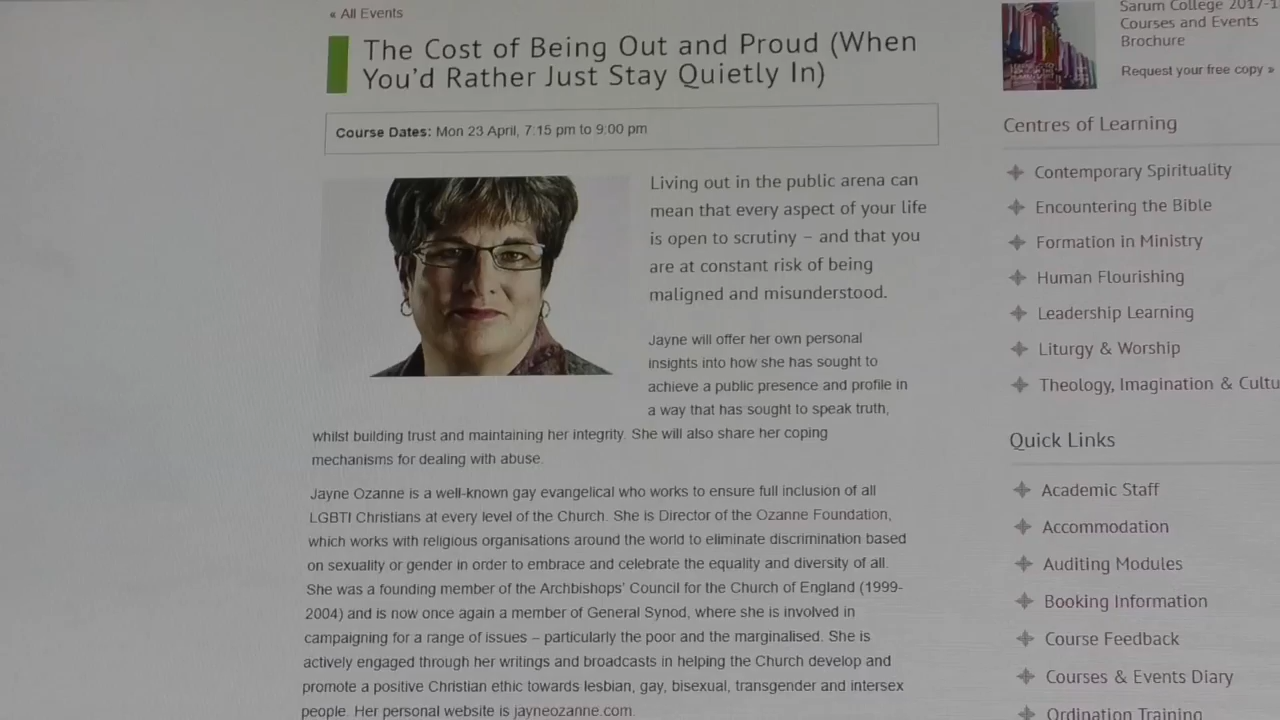 « All Events
The Cost of Being Out and Proud (When
You'd Rather Just Stay Quietly In)
Course Dates: Mon 23 April, 7:15 pm to 9:00 pm
Living out in the public arena can
mean that every aspect of your life
is open to scrutiny – and that you
are at constant risk of being
maligned and misunderstood.
Jayne will offer her own personal
insights into how she has sought to
achieve a public presence and profile in
a way that has sought to speak truth,
whilst building trust and maintaining her integrity. She will also share her coping
mechanisms for dealing with abuse.
Jayne Ozanne is a well-known gay evangelical who works to ensure full inclusion of all
LGBTI Christians at every level of the Church. She is Director of the Ozanne Foundation,
which works with religious organisations around the world to eliminate discrimination based
on sexuality or gender in order to embrace and celebrate the equality and diversity of all.
She was a founding member of the Archbishops' Council for the Church of England (1999-
2004) and is now once again a member of General Synod, where she is involved in
campaigning for a range of issues – particularly the poor and the marginalised. She is
actively engaged through her writings and broadcasts in helping the Church develop and
promote a positive Christian ethic towards lesbian, gay, bisexual, transgender and intersex
people. Her personal website is jayneozanne.com.
Sarum College 2017-1
Courses and Events
Brochure
Request your free copy »
Centres of Learning
Contemporary Spirituality
Encountering the Bible
Formation in Ministry
Human Flourishing
Leadership Learning
Liturgy & Worship
Theology, Imagination & Cultu
Quick Links
Academic Staff
Accommodation
Auditing Modules
Booking Information
Course Feedback
Courses & Events Diary
Ordination Training